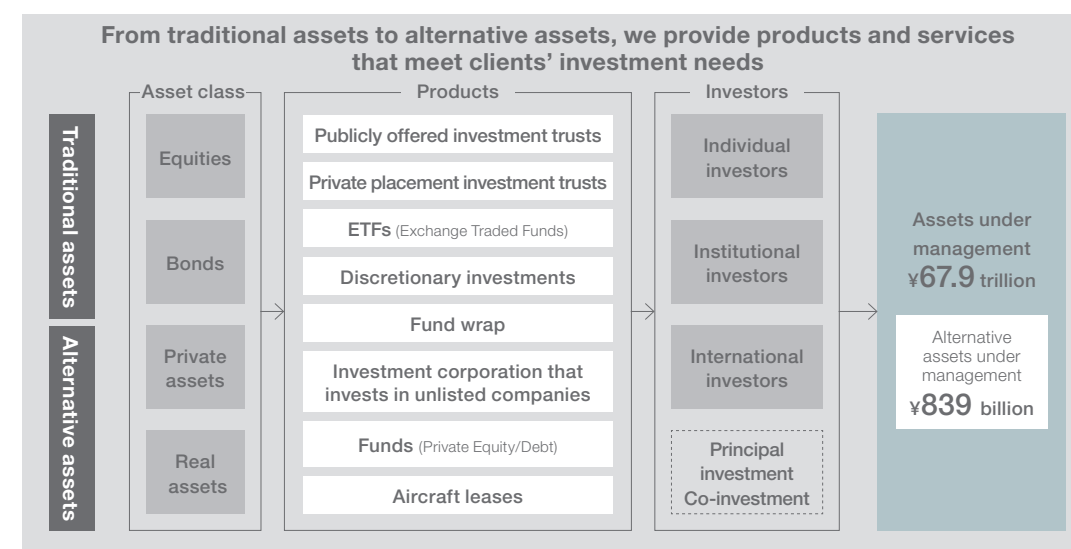 From traditional assets to alternative assets, we provide products and services
that meet clients’ investment needs
Asset class
Products
Investors
Traditional assets
Alternative assets
Equities
Bonds
Private
assets
Real
assets
Publicly offered investment trusts
Private placement investment trusts
ETFs (Exchange Traded Funds)
Discretionary investments
Fund wrap
Investment corporation that
invests in unlisted companies
Funds (Private Equity/Debt)
Aircraft leases
Individual
investors
Institutional
investors
International
investors
Principal
investment
Co-investment
Assets under
management
¥67.9 trillion
Alternative
assets under
management
¥839 billion